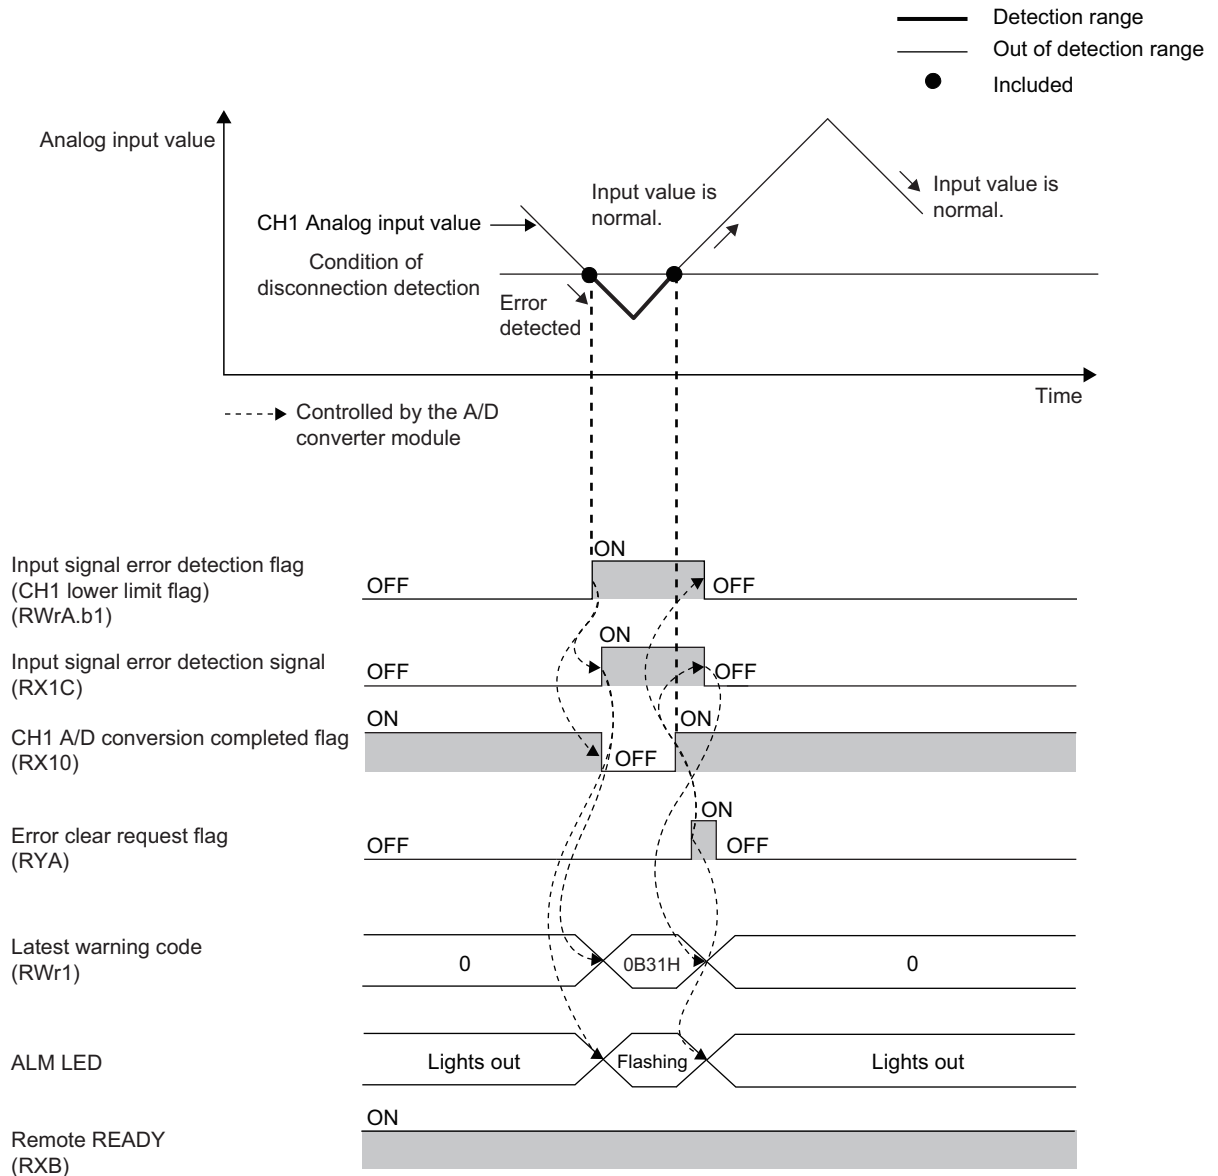 Detection range
Out of detection range
Included
Analog input value
Input value is
normal.
Input value is
normal.
CH1 Analog input value
Condition of
disconnection detection
Error
detected
Time
Controlled by the A/D
converter module
Input signal error detection flag
(CH1 lower limit flag)
(RWrA.b1)
OFF
ON
OFF
Input signal error detection signal
(RX1C)
OFF
ON
OFF
CH1 A/D conversion completed flag
(RX10)
ON
OFF
ON
Error clear request flag
(RYA)
OFF
ON
OFF
Latest warning code
(RWr1)
0
0B31H
0
ALM LED
Lights out
Flashing
Lights out
Remote READY
(RXB)
ON